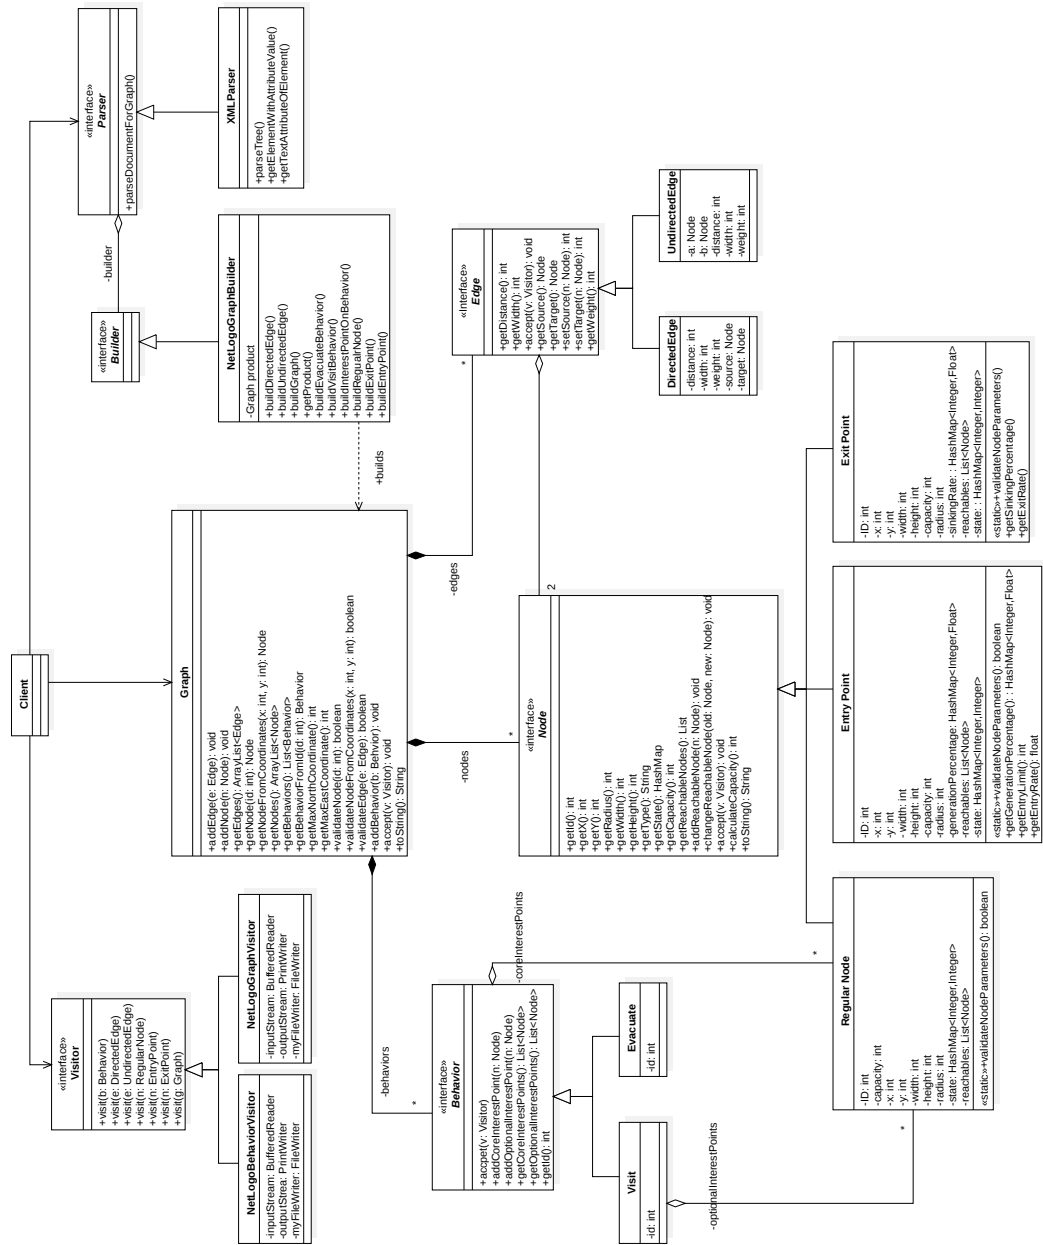 Client
«interface»
Visitor
+visit(b: Behavior)
+visit(e: DirectedEdge)
+visit(e: UndirectedEdge)
+visit(n: RegularNode)
+visit(n: EntryPoint)
+visit(n: ExitPoint)
+visit(g: Graph)
NetLogoBehaviorVisitor
-inputStream: BufferedReader
-outputStrea: PrintWriter
-myFileWriter: FileWriter
NetLogoGraphVisitor
-inputStream: BufferedReader
-outputStream: PrintWriter
-myFileWriter: FileWriter
Graph
+addEdge(e: Edge): void
+addNode(n: Node): void
+getEdges(): ArrayList<Edge>
+getNode(id: int): Node
+getNodeFromCoordinates(x: int, y: int): Node
+getNodes(): ArrayList<Node>
+getBehaviors(): List<Behavior>
+getBehaviorFromId(id: int): Behavior
+getMaxNorthCoordinate(): int
+getMaxEastCoordinate(): int
+validateNode(id: int): boolean
+validateNodeFromCoordinates(x: int, y: int): boolean
+validateEdge(e: Edge): boolean
+addBehavior(b: Behvior): void
+accept(v: Visitor): void
+toString(): String
«interface»
Parser
+parseDocumentForGraph()
XMLParser
+parseTree()
+getElementWithAttributeValue()
+getTextAttributeOfElement()
-builder
«interface»
Builder
NetLogoGraphBuilder
-Graph product
+buildDirectedEdge()
+buildUndirectedEdge()
+buildGraph()
+getProduct()
+buildEvacuateBehavior()
+buildVisitBehavior()
+buildInterestPointOnBehavior()
+buildRegualrNode()
+buildExitPoint()
+buildEntryPoint()
+builds
-behaviors
*
-nodes
*
-edges
*
«interface»
Behavior
+accpet(v: Visitor)
+addCoreInterestPoint(n: Node)
+addOptionalInterestPoint(n: Node)
+getCoreInterestPoints(): List<Node>
+getOptionalInterestPoints(): List<Node>
+getId(): int
-coreInterestPoints
*
Visit
-id: int
Evacuate
-id: int
-optionalInterestPoints
*
«interface»
Node
+getId(): int
+getX(): int
+getY(): int
+getRadius(): int
+getWidth(): int
+getHeight(): int
+getType(): String
+getState(): HashMap
+getCapacity(): int
+getReachableNodes(): List
+addReachableNode(n: Node): void
+changeReachableNode(old: Node, new: Node): void
+accept(v: Visitor): void
+calculateCapacity(): int
+toString(): String
2
«Interface»
Edge
+getDistance(): int
+getWidth(): int
+accept(v: Visitor): void
+getSource(): Node
+getTarget(): Node
+setSource(n: Node): int
+setTarget(n: Node): int
+getWeight(): int
DirectedEdge
-distance: int
-width: int
-weight: int
-source: Node
-target: Node
UndirectedEdge
-a: Node
-b: Node
-distance: int
-width: int
-weight: int
Regular Node
-ID: int
-capacity: int
-x: int
-y: int
-width: int
-height: int
-radius: int
-state: HashMap<Integer,Integer>
-reachables: List<Node>
«static»+validateNodeParameters(): boolean
Entry Point
-ID: int
-x: int
-y: int
- width: int
-height: int
-capacity: int
-radius: int
-generationPercentage: HashMap<Integer,Float>
-reachables: List<Node>
-state: HashMap<Integer,Integer>
«static»+validateNodeParameters(): boolean
+getGenerationPercentage(): : HashMap<Integer,Float>
+getEntryLimit(): int
+getEntryRate(): float
Exit Point
-ID: int
-x: int
-y: int
-width: int
-height: int
-capacity: int
-radius: int
-sinkingRate: : HashMap<Integer,Float>
-reachables: List<Node>
-state: : HashMap<Integer,Integer>
«static»+validateNodeParameters()
+getSinkingPercentage()
+getExitRate()